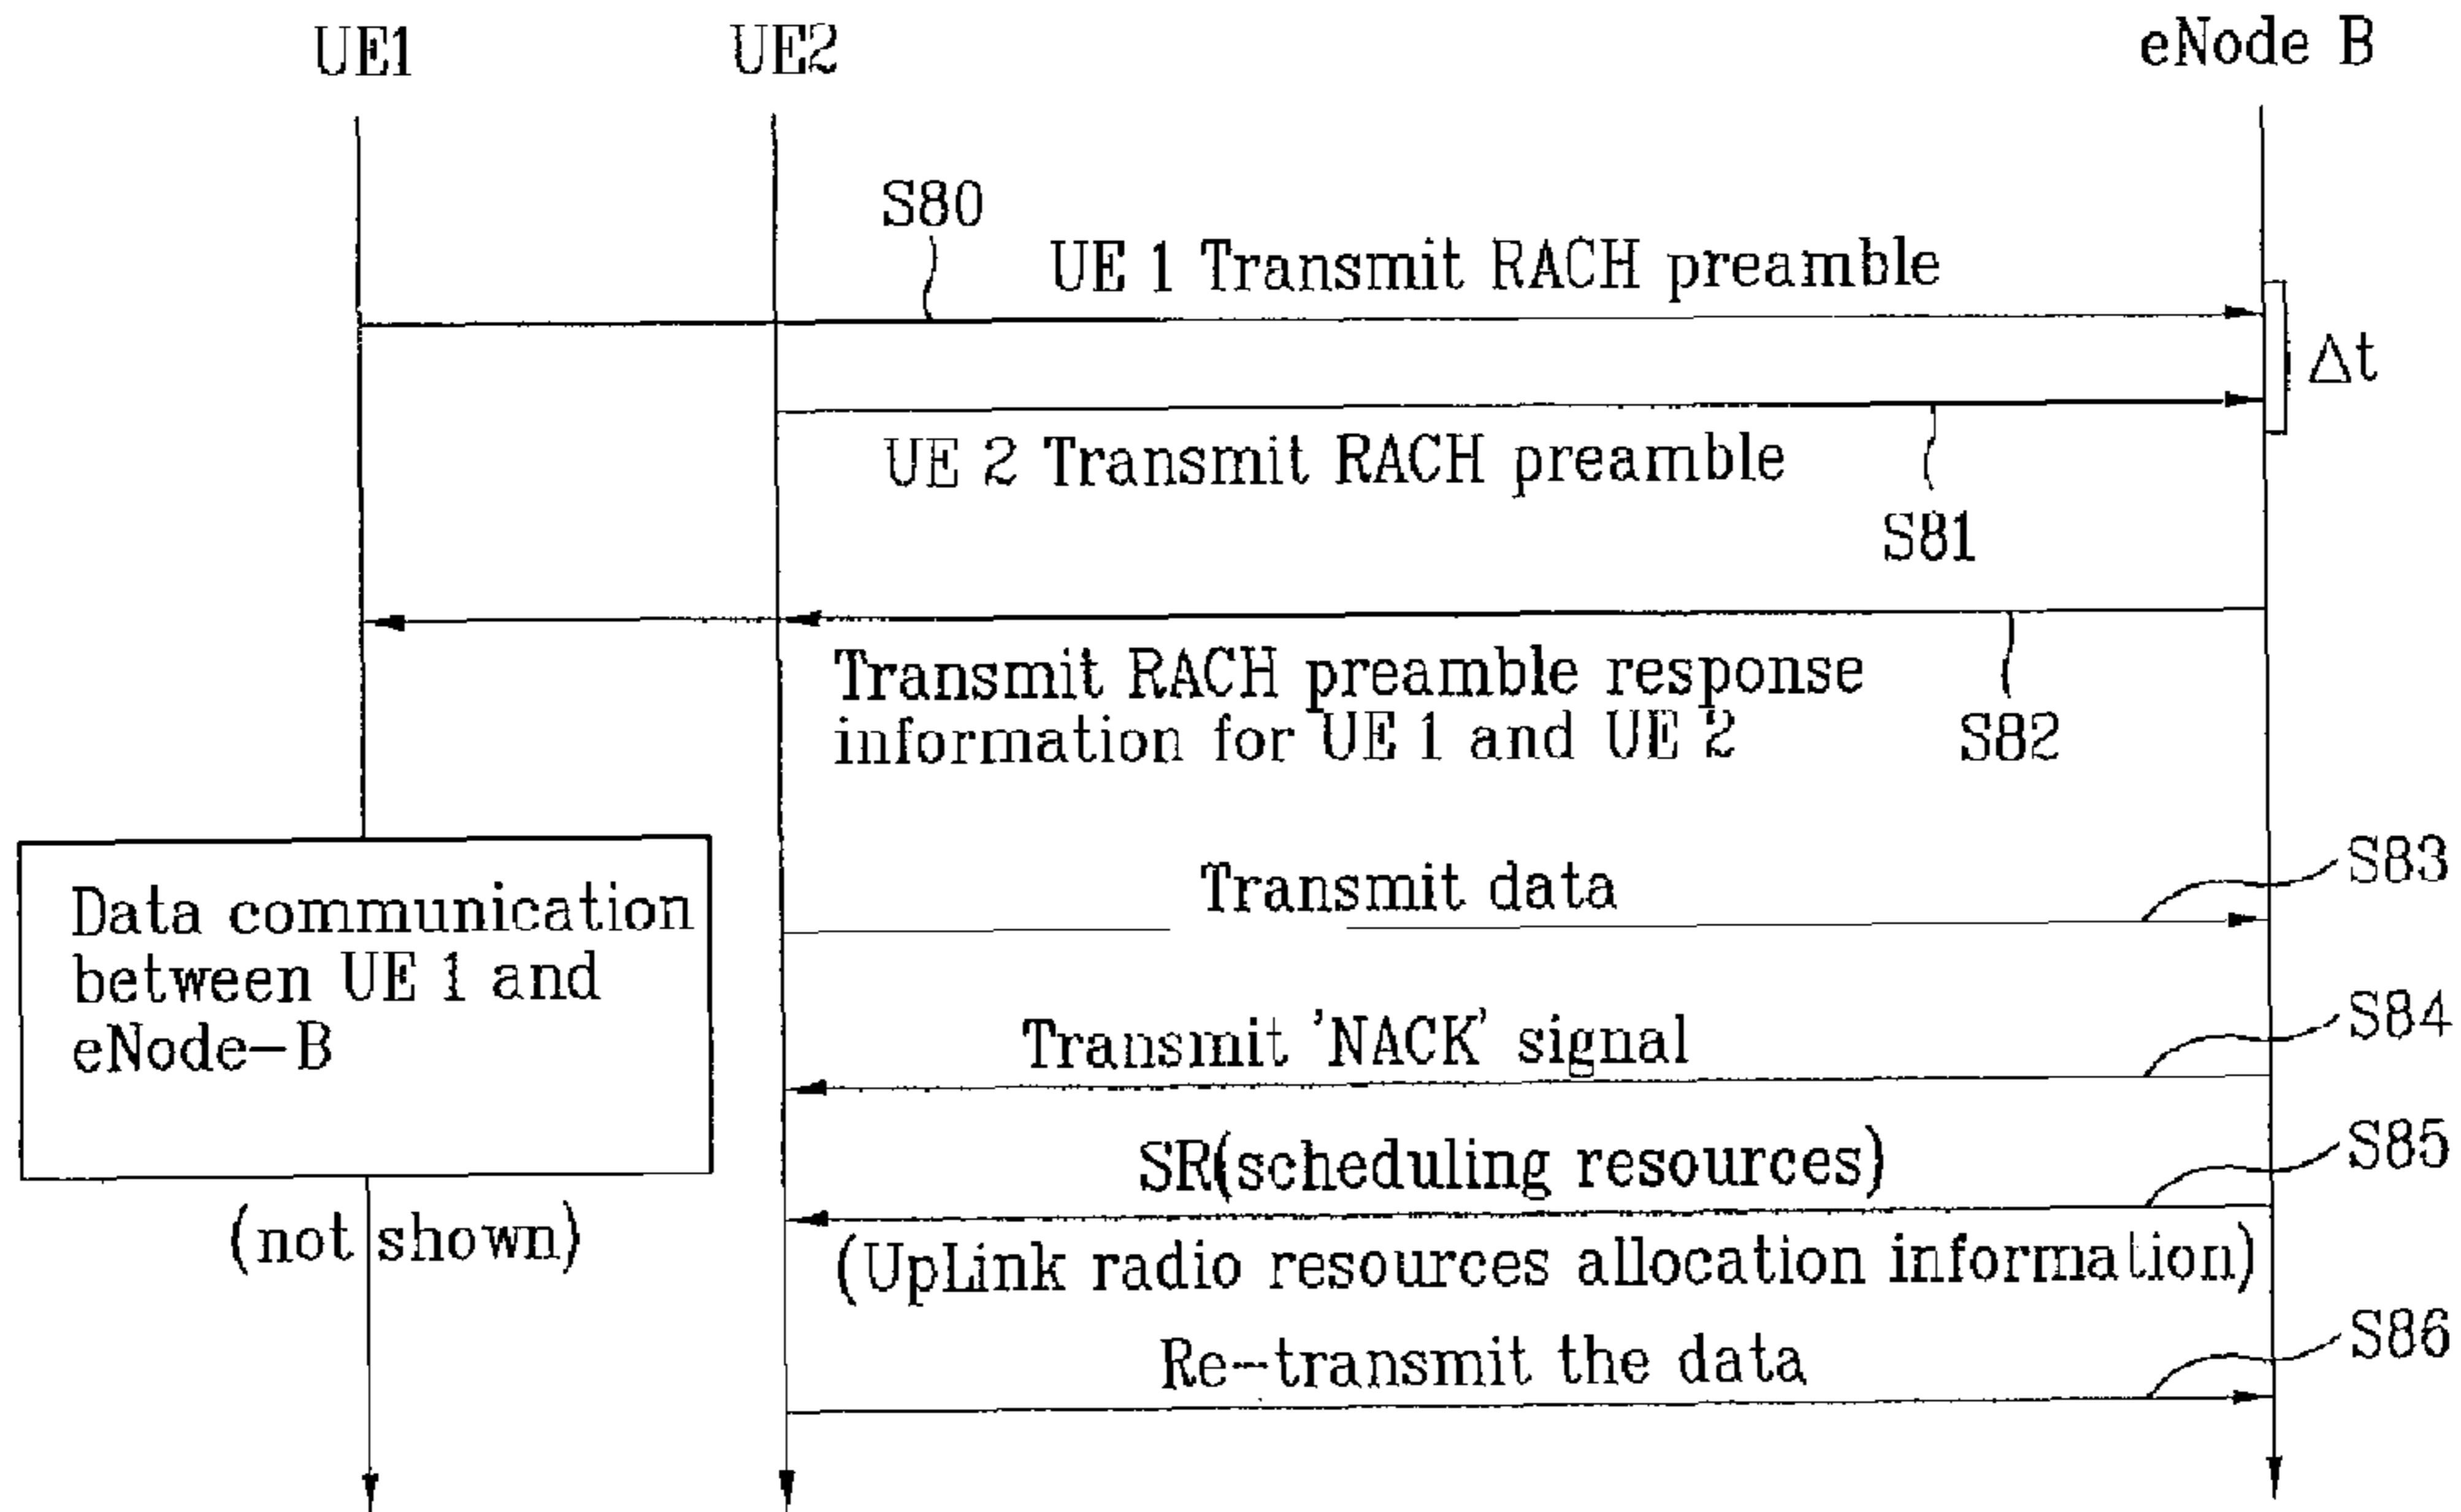 UE1
UE2
eNode B
S80
UE 1 Transmit RACH preamble
Δt
UE 2 Transmit RACH preamble
S81
Transmit RACH preamble response
information for UE 1 and UE 2
S82
Data communication
between UE 1 and
eNode-B
(not shown)
Transmit data
S83
Transmit 'NACK' signal
S84
SR(scheduling resources)
S85
(UpLink radio resources allocation information)
Re-transmit the data
S86